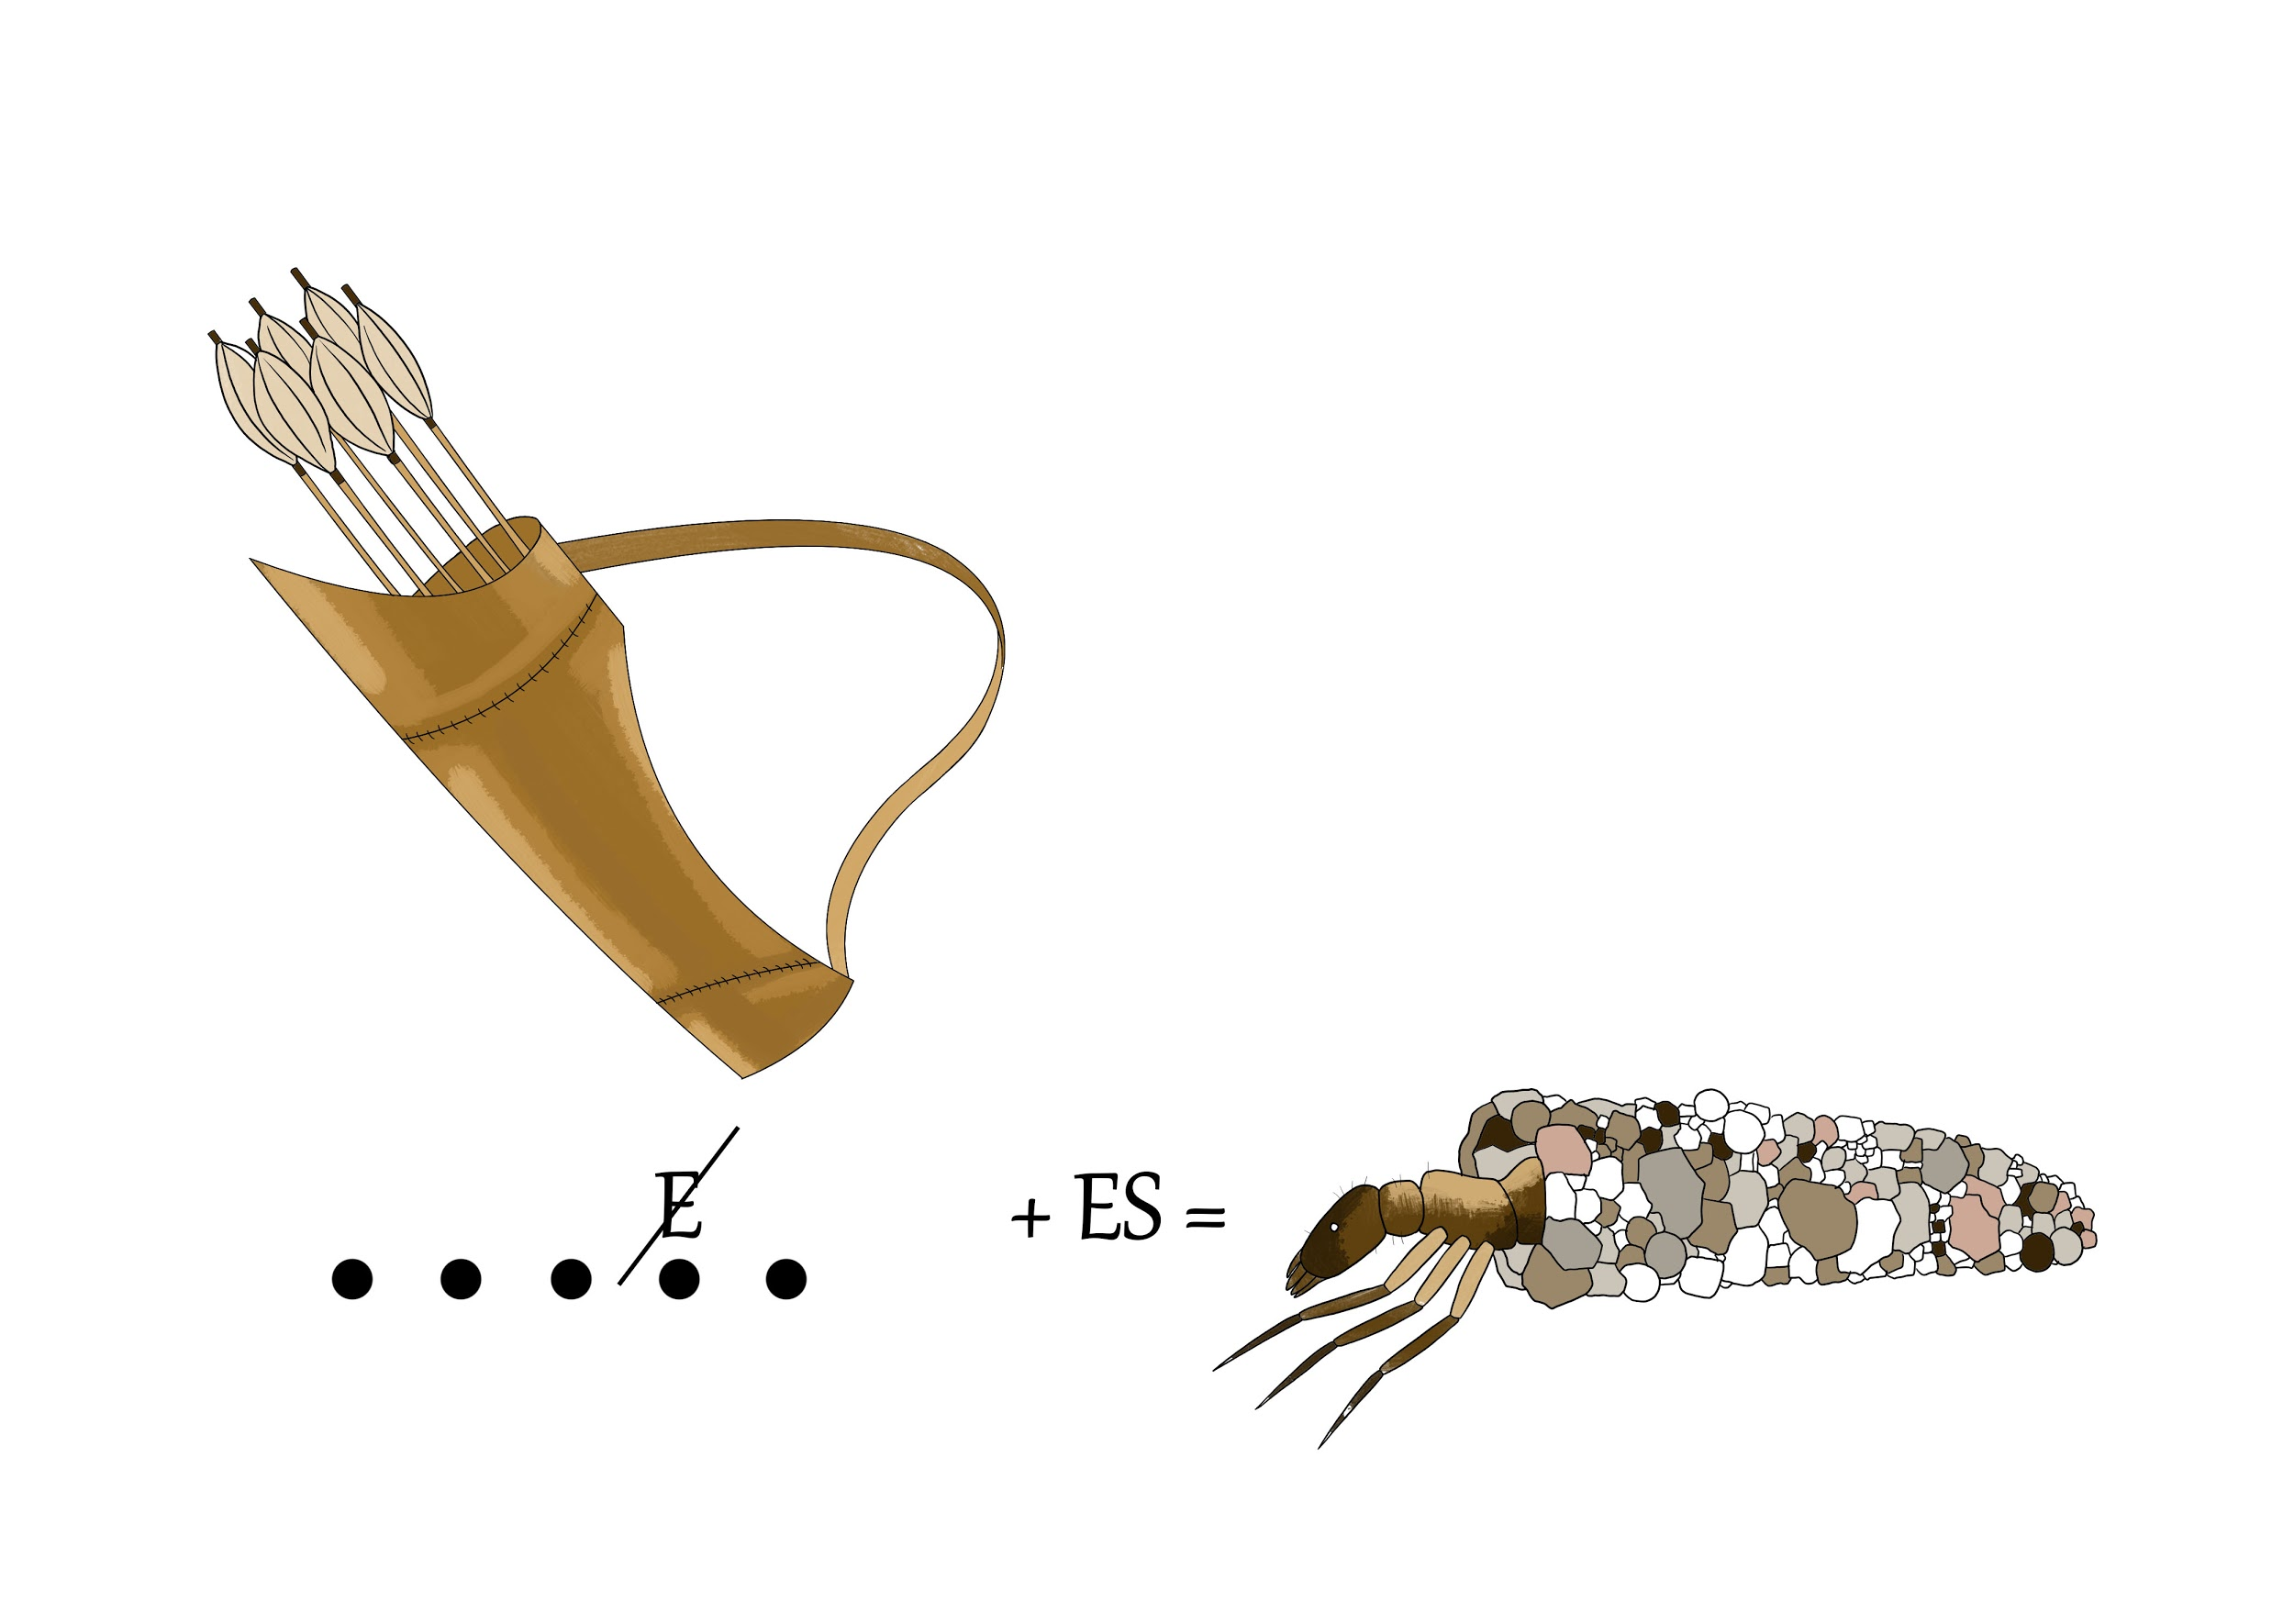 E + ES =